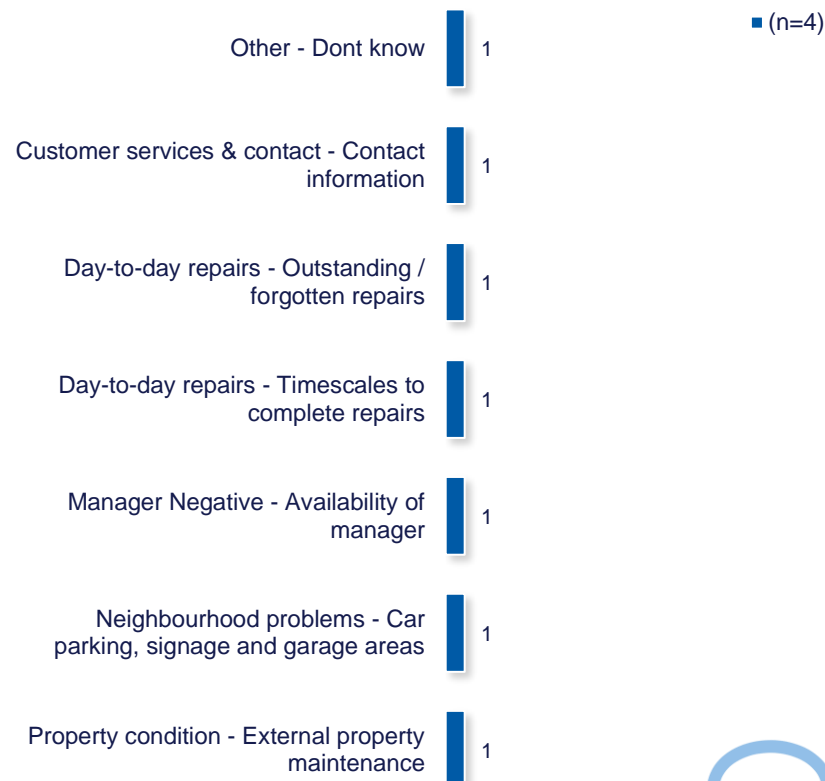 (n=4)
Other - Dont know
1
Customer services & contact - Contact
information
1
Day-to-day repairs - Outstanding /
forgotten repairs
1
Day-to-day repairs - Timescales to
complete repairs
1
Manager Negative - Availability of
manager
1
Neighbourhood problems - Car
parking, signage and garage areas
1
Property condition - External property
maintenance
1